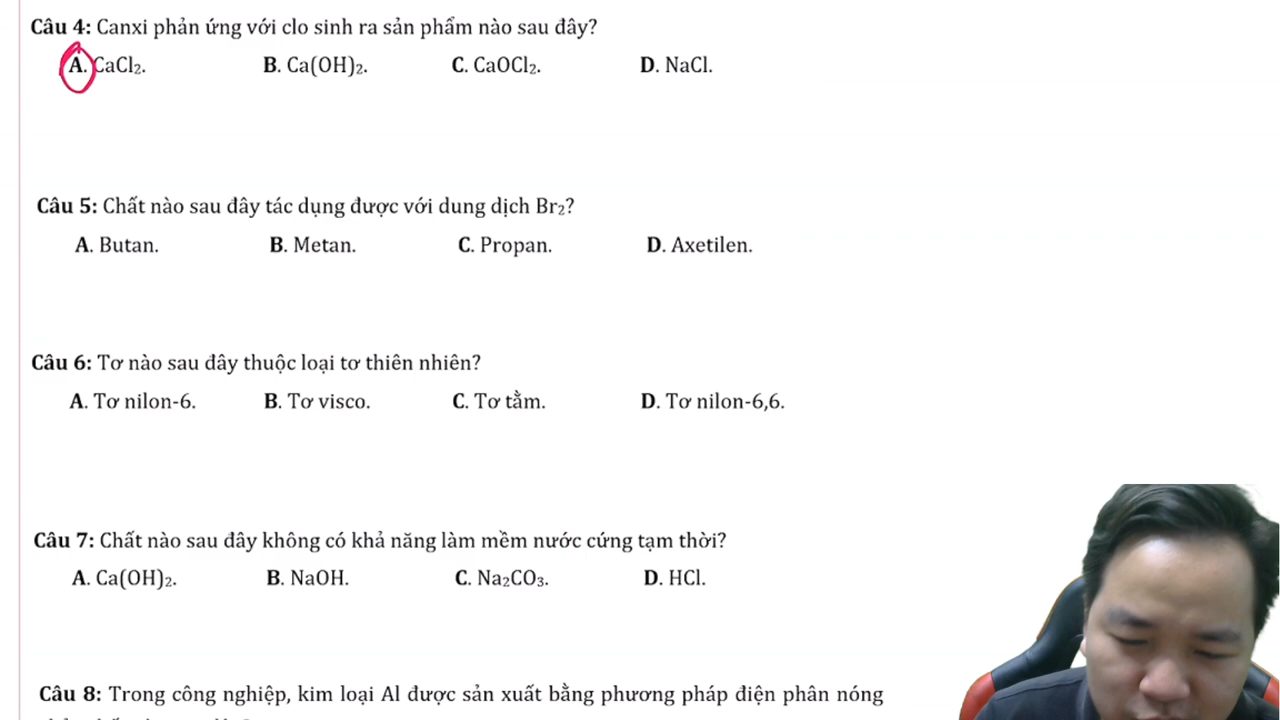 Câu 4: Canxi phản ứng với clo sinh ra sản phẩm nào sau đây?
A. CaCl₂. B. Ca(OH)₂. C. CaOCl₂. D. NaCl.
Câu 5: Chất nào sau đây tác dụng được với dung dịch Br₂?
A. Butan. B. Metan. C. Propan. D. Axetilen.
Câu 6: Tơ nào sau đây thuộc loại tơ thiên nhiên?
A. Tơ nilon-6. B. Tơ visco. C. Tơ tằm. D. Tơ nilon-6,6.
Câu 7: Chất nào sau đây không có khả năng làm mềm nước cứng tạm thời?
A. Ca(OH)₂. B. NaOH. C. Na₂CO₃. D. HCl.
Câu 8: Trong công nghiệp, kim loại Al được sản xuất bằng phương pháp điện phân nóng